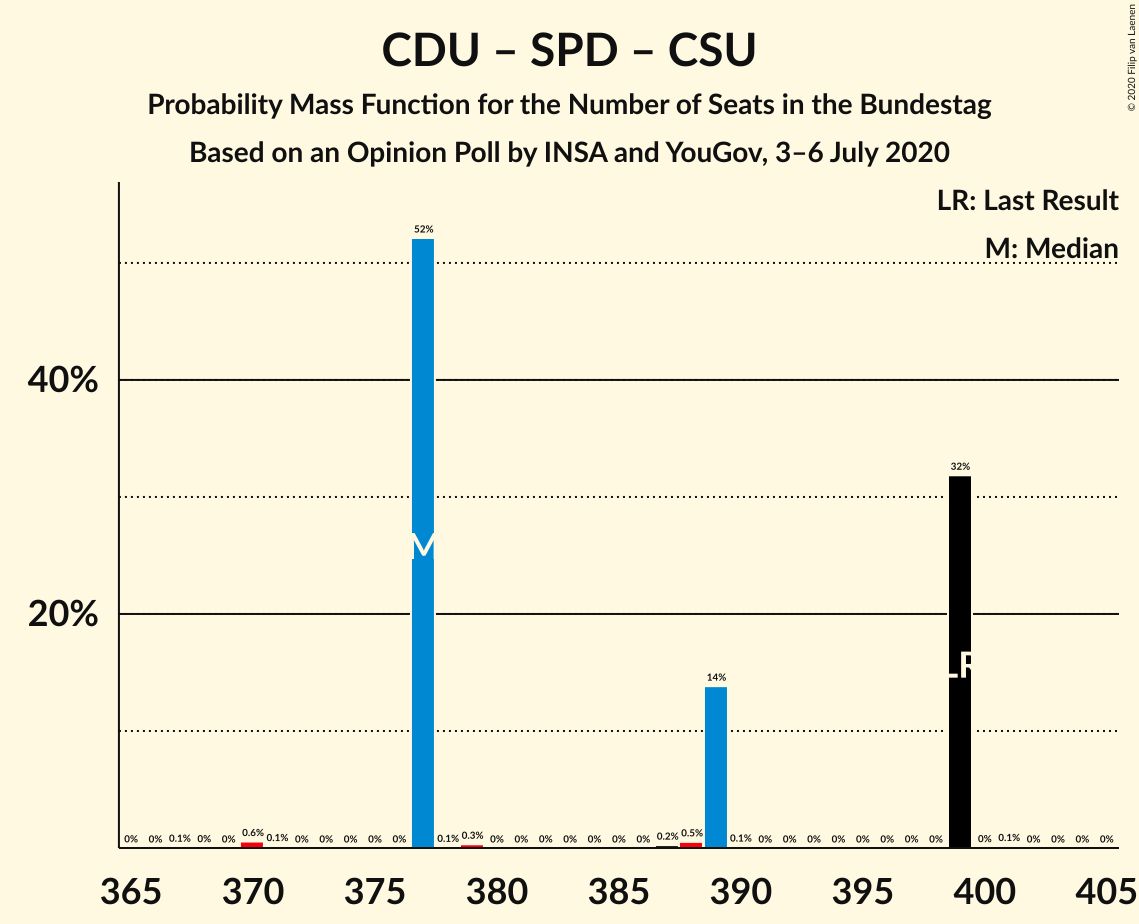 CDU – SPD – CSU
Probability Mass Function for the Number of Seats in the Bundestag
Based on an Opinion Poll by INSA and YouGov, 3–6 July 2020
© 2020 Filip van Laenen
LR: Last Result
M: Median
52%
40%
32%
M
20%
LR
14%
0% 0% 0.1% 0% 0% 0.6% 0.1% 0% 0% 0% 0% 0% 0.1% 0.3% 0% 0% 0% 0% 0% 0% 0% 0.2% 0.5% 0.1% 0% 0% 0% 0% 0% 0% 0% 0% 0% 0.1% 0% 0% 0% 0%
365 370 375 380 385 390 395 400 405